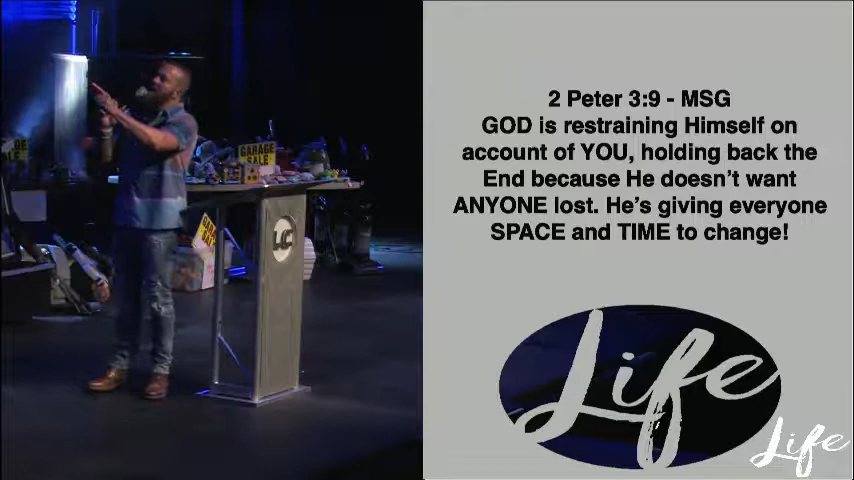 2 Peter 3:9 - MSG
GOD is restraining Himself on
account of YOU, holding back the
End because He doesn't want
ANYONE lost. He's giving everyone
SPACE and TIME to change!
Life
Life
GARAGE
SALE
LC